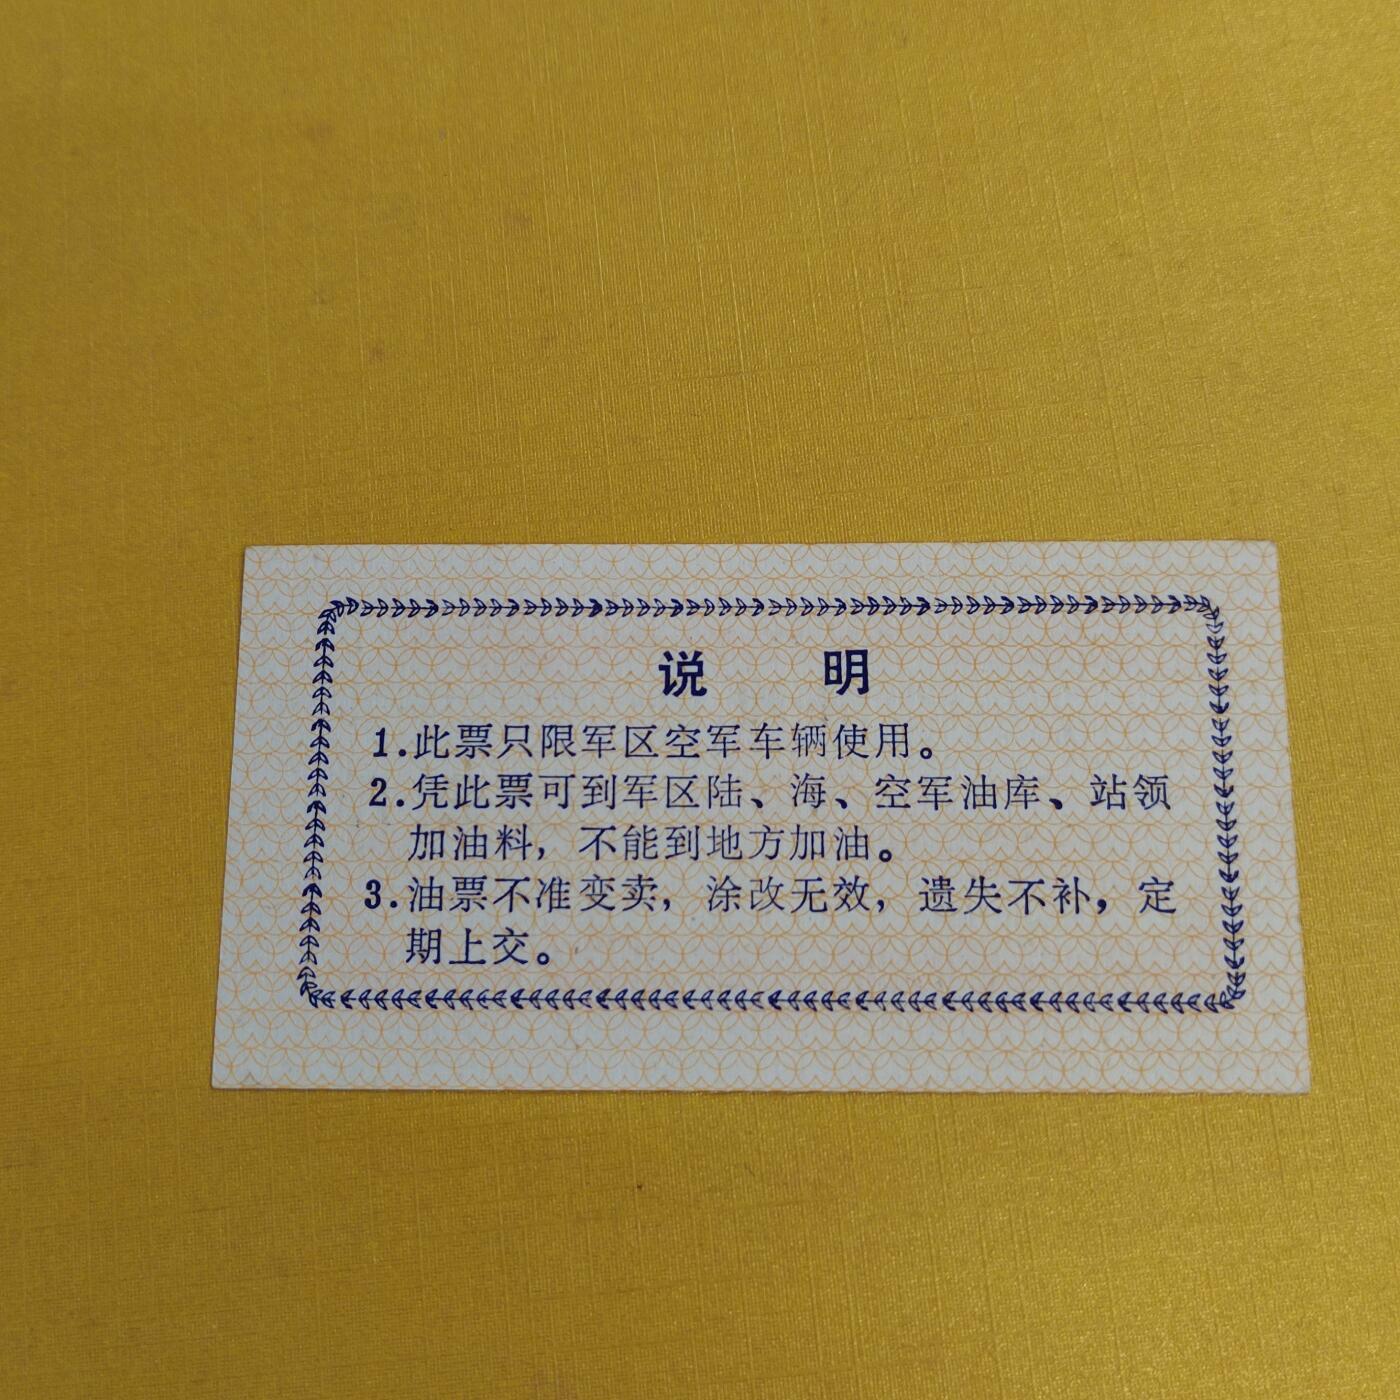 说 明
1.此票只限军区空军车辆使用。
2.凭此票可到军区陆、海、空军油库、站领
加油料，不能到地方加油。
3.油票不准变卖，涂改无效，遗失不补，定
期上交。